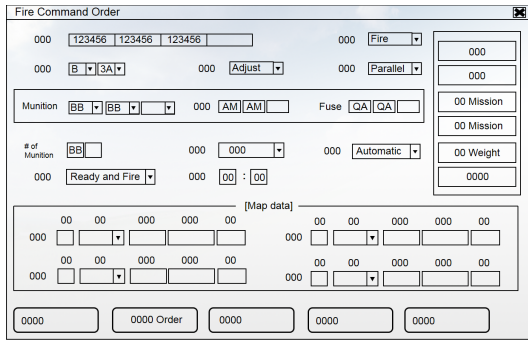 Fire Command Order
000 123456 123456 123456 000 Fire
000 B 3A 000 Adjust 000 Parallel
000
000
Munition BB BB 000 AM AM Fuse QA QA
00 Mission
00 Mission
# of Munition BB 000 000 000 Automatic
00 Weight
000 Ready and Fire 000 00 : 00
0000
[Map data]
00 00 000 000 00 00 00 000 000 00
000 000
00 00 000 000 00 00 00 000 000 00
000 000
0000 0000 Order 0000 0000 0000